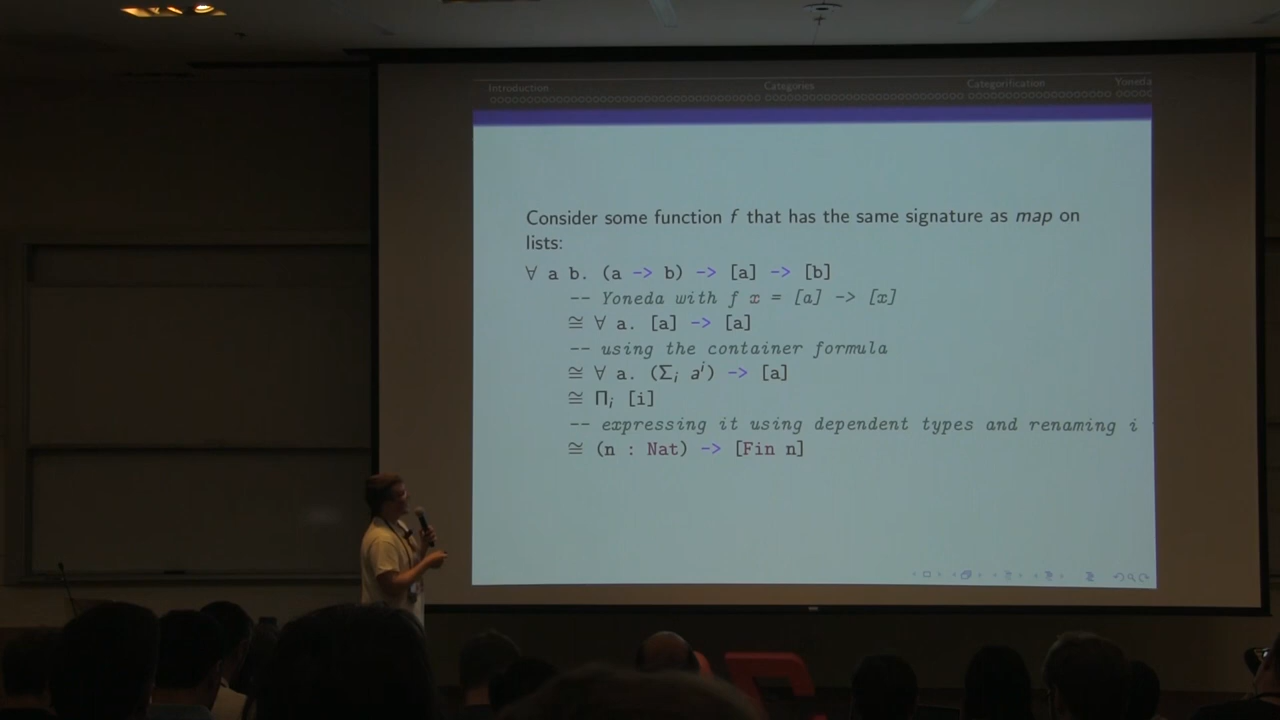 Introduction Categories Categorification Yoneda
Consider some function f that has the same signature as map on
lists:
∀ a b. (a -> b) -> [a] -> [b]
-- Yoneda with f x = [a] -> [x]
≅ ∀ a. [a] -> [a]
-- using the container formula
≅ ∀ a. (Σᵢ aⁱ) -> [a]
≅ Πᵢ [i]
-- expressing it using dependent types and renaming i
≅ (n : Nat) -> [Fin n]